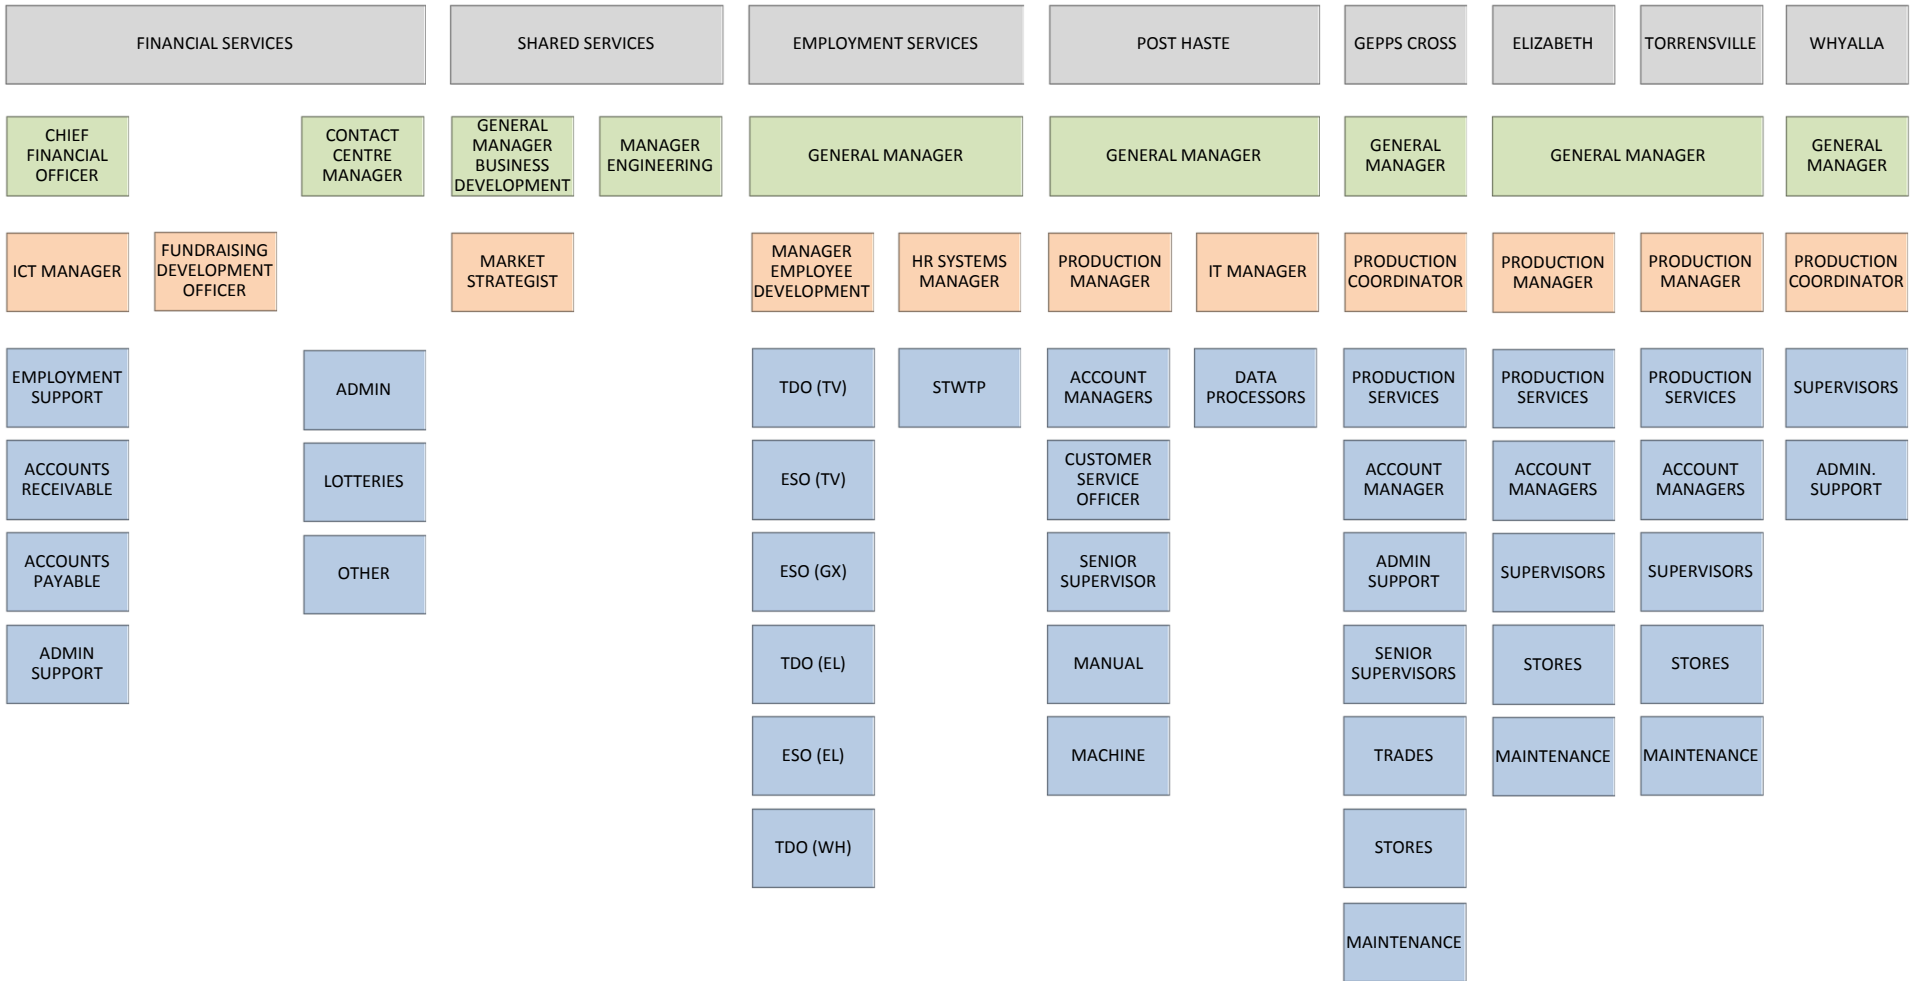 FINANCIAL SERVICES
SHARED SERVICES
EMPLOYMENT SERVICES
POST HASTE
GEPPS CROSS
ELIZABETH
TORRENSVILLE
WHYALLA
CHIEF
FINANCIAL
OFFICER
CONTACT
CENTRE
MANAGER
GENERAL
MANAGER
BUSINESS
DEVELOPMENT
MANAGER
ENGINEERING
GENERAL MANAGER
GENERAL MANAGER
GENERAL
MANAGER
GENERAL MANAGER
GENERAL
MANAGER
ICT MANAGER
FUNDRAISING
DEVELOPMENT
OFFICER
MARKET
STRATEGIST
MANAGER
EMPLOYEE
DEVELOPMENT
HR SYSTEMS
MANAGER
PRODUCTION
MANAGER
IT MANAGER
PRODUCTION
COORDINATOR
PRODUCTION
MANAGER
PRODUCTION
MANAGER
PRODUCTION
COORDINATOR
EMPLOYMENT
SUPPORT
ADMIN
TDO (TV)
STWTP
ACCOUNT
MANAGERS
DATA
PROCESSORS
PRODUCTION
SERVICES
PRODUCTION
SERVICES
PRODUCTION
SERVICES
SUPERVISORS
ACCOUNTS
RECEIVABLE
LOTTERIES
ESO (TV)
CUSTOMER
SERVICE
OFFICER
ACCOUNT
MANAGER
ACCOUNT
MANAGERS
ACCOUNT
MANAGERS
ADMIN.
SUPPORT
ACCOUNTS
PAYABLE
OTHER
ESO (GX)
SENIOR
SUPERVISOR
ADMIN
SUPPORT
SUPERVISORS
SUPERVISORS
ADMIN
SUPPORT
TDO (EL)
MANUAL
SENIOR
SUPERVISORS
STORES
STORES
ESO (EL)
MACHINE
TRADES
MAINTENANCE
MAINTENANCE
TDO (WH)
STORES
MAINTENANCE